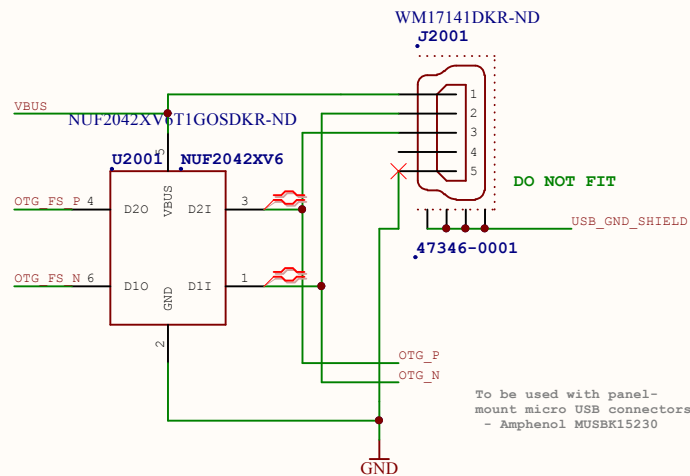 WM17141DKR-ND
J2001
VBUS
NUF2042XV6T1GOSDKR-ND
U2001 NUF2042XV6
1
2
3
4
5
DO NOT FIT
5
VBUS
OTG_FS_P 4 D2O D2I 3
USB_GND_SHIELD
47346-0001
OTG_FS_N 6 D1O D1I 1
GND
2
OTG_P
OTG_N
To be used with panel-
mount micro USB connectors
- Amphenol MUSBK15230
GND